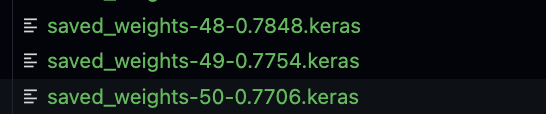 saved_weights-48-0.7848.keras
saved_weights-49-0.7754.keras
saved_weights-50-0.7706.keras